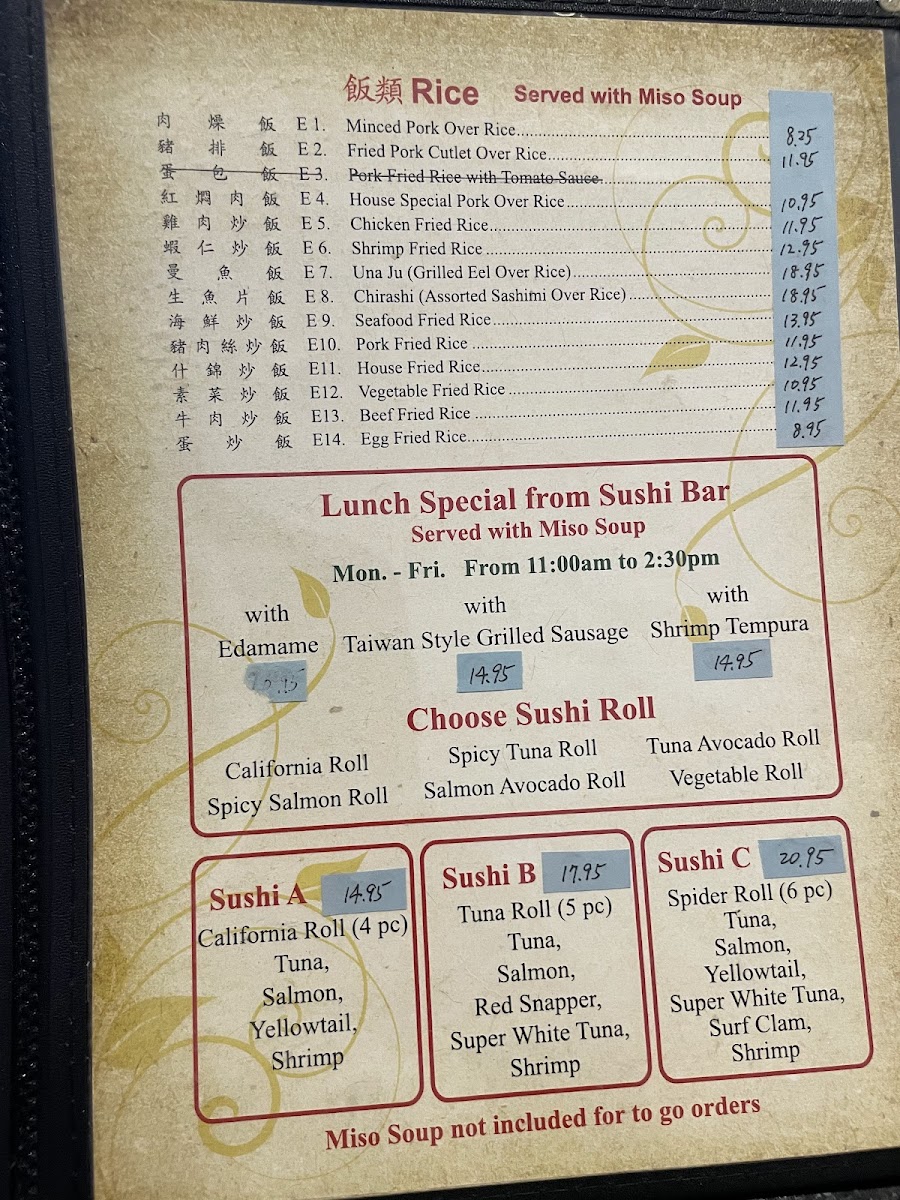 飯類 Rice Served with Miso Soup
肉燥飯 E 1. Minced Pork Over Rice 8.25
豬排飯 E 2. Fried Pork Cutlet Over Rice 11.95
蛋包飯 E 3. Pork Fried Rice with Tomato Sauce
紅燜肉飯 E 4. House Special Pork Over Rice 10.95
雞肉炒飯 E 5. Chicken Fried Rice 11.95
蝦仁炒飯 E 6. Shrimp Fried Rice 12.95
曼魚飯 E 7. Una Ju (Grilled Eel Over Rice) 18.95
生魚片飯 E 8. Chirashi (Assorted Sashimi Over Rice) 18.95
海鮮炒飯 E 9. Seafood Fried Rice 13.95
豬肉絲炒飯 E10. Pork Fried Rice 11.95
什錦炒飯 E11. House Fried Rice 12.95
素菜炒飯 E12. Vegetable Fried Rice 10.95
牛肉炒飯 E13. Beef Fried Rice 11.95
蛋炒飯 E14. Egg Fried Rice 8.95
Lunch Special from Sushi Bar
Served with Miso Soup
Mon. - Fri. From 11:00am to 2:30pm
with with with
Edamame Taiwan Style Grilled Sausage Shrimp Tempura
14.95 14.95
Choose Sushi Roll
California Roll Spicy Tuna Roll Tuna Avocado Roll
Spicy Salmon Roll Salmon Avocado Roll Vegetable Roll
Sushi A 14.95
California Roll (4 pc)
Tuna,
Salmon,
Yellowtail,
Shrimp
Sushi B 17.95
Tuna Roll (5 pc)
Tuna,
Salmon,
Red Snapper,
Super White Tuna,
Shrimp
Sushi C 20.95
Spider Roll (6 pc)
Tuna,
Salmon,
Yellowtail,
Super White Tuna,
Surf Clam,
Shrimp
Miso Soup not included for to go orders